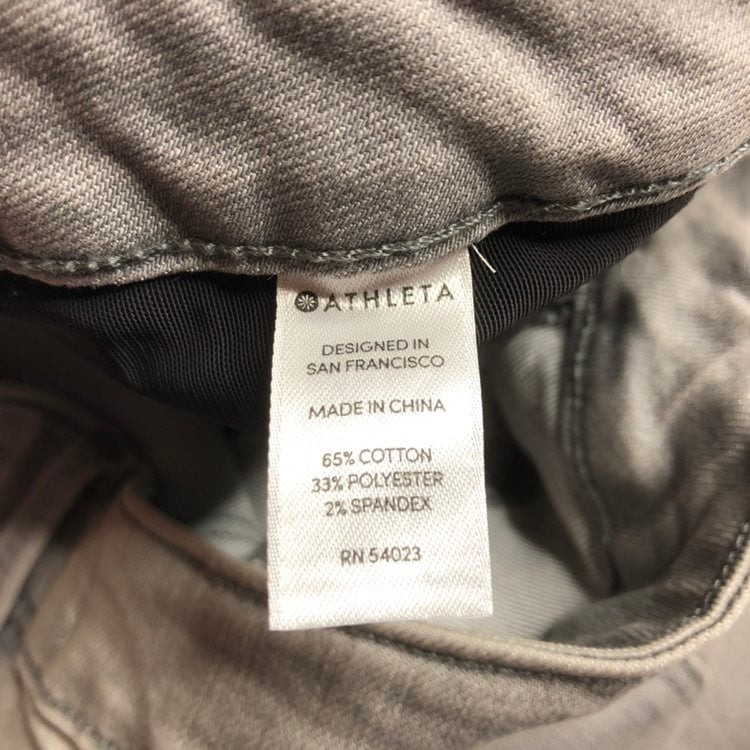 ATHLETA
DESIGNED IN
SAN FRANCISCO
MADE IN CHINA
65% COTTON
33% POLYESTER
2% SPANDEX
RN 54023